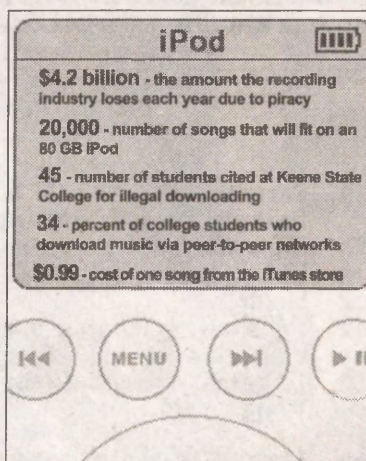 iPod
$4.2 billion - the amount the recording
industry loses each year due to piracy
20,000 - number of songs that will fit on an
80 GB iPod
45 - number of students cited at Keene State
College for illegal downloading
34 - percent of college students who
download music via peer-to-peer networks
$0.99 - cost of one song from the iTunes store
MENU